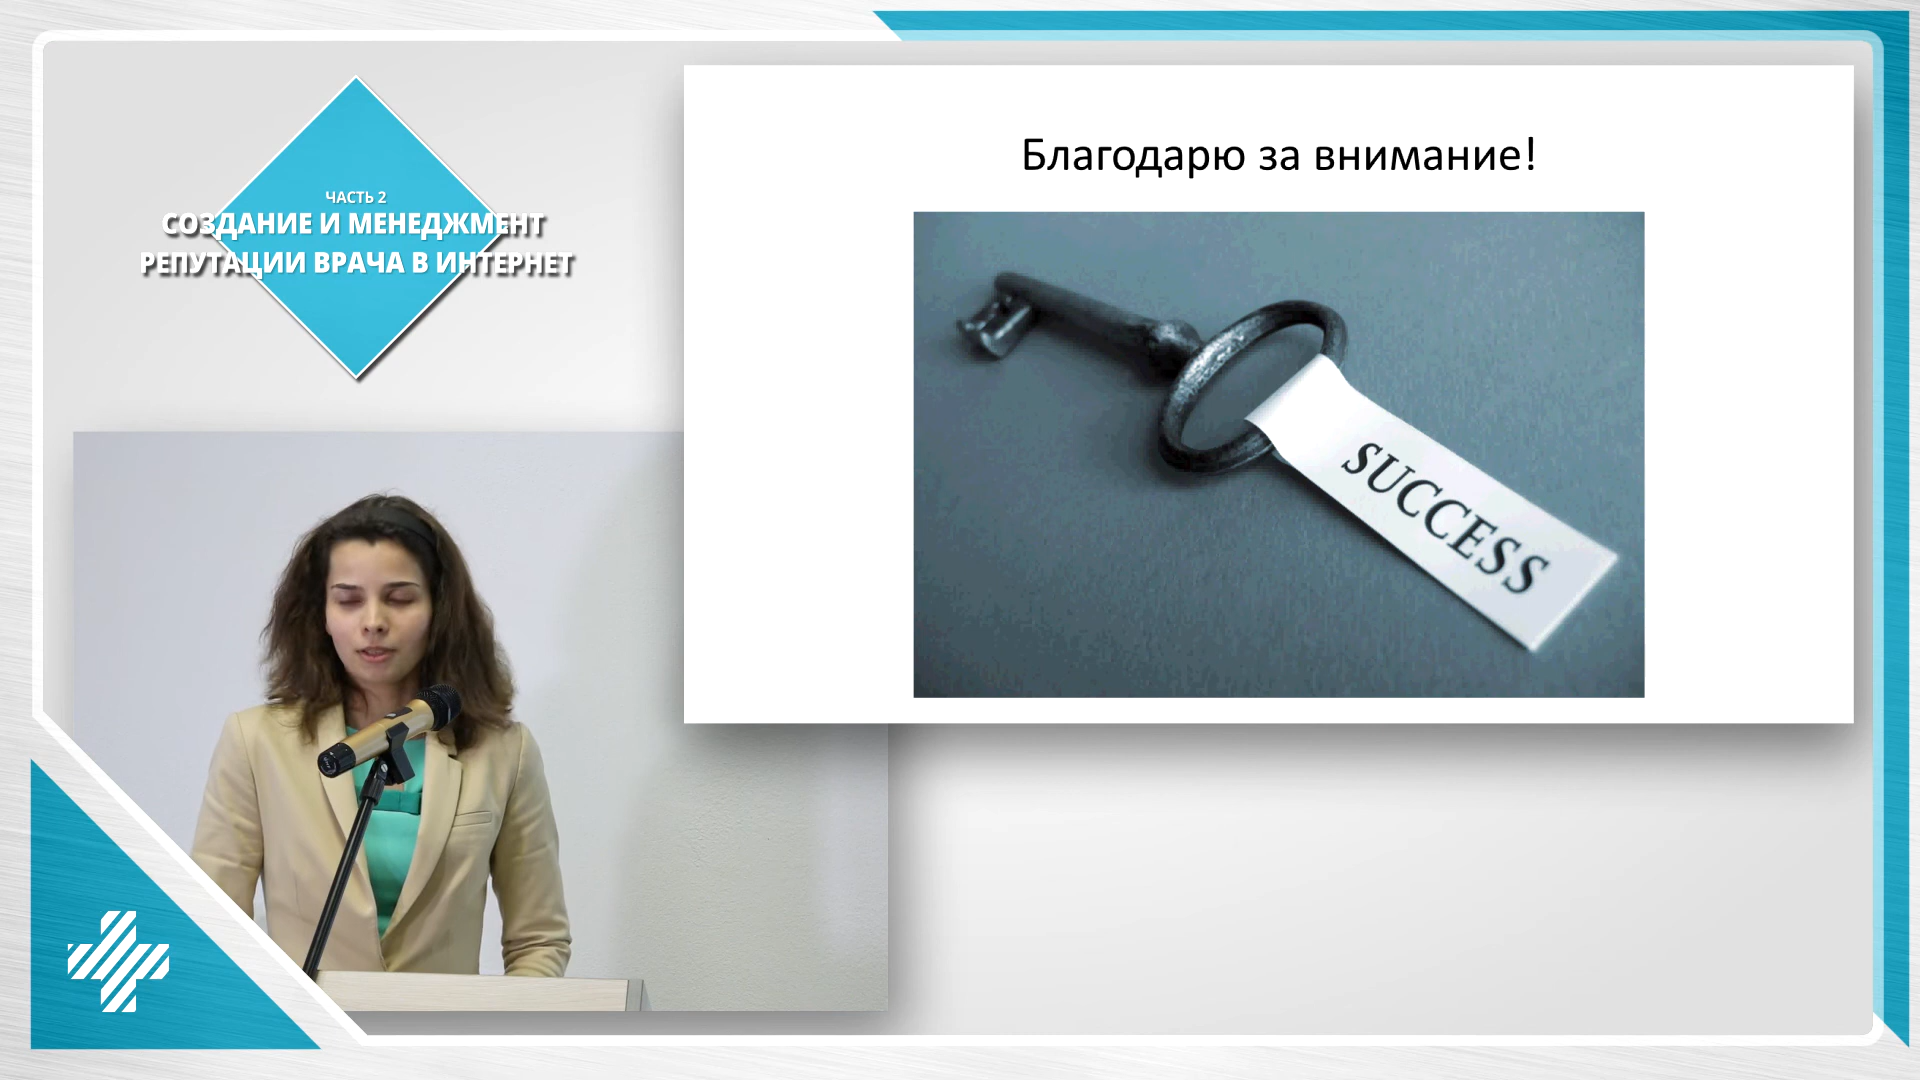 ЧАСТЬ 2
СОЗДАНИЕ И МЕНЕДЖМЕНТ
РЕПУТАЦИИ ВРАЧА В ИНТЕРНЕТ
Благодарю за внимание!
SUCCESS